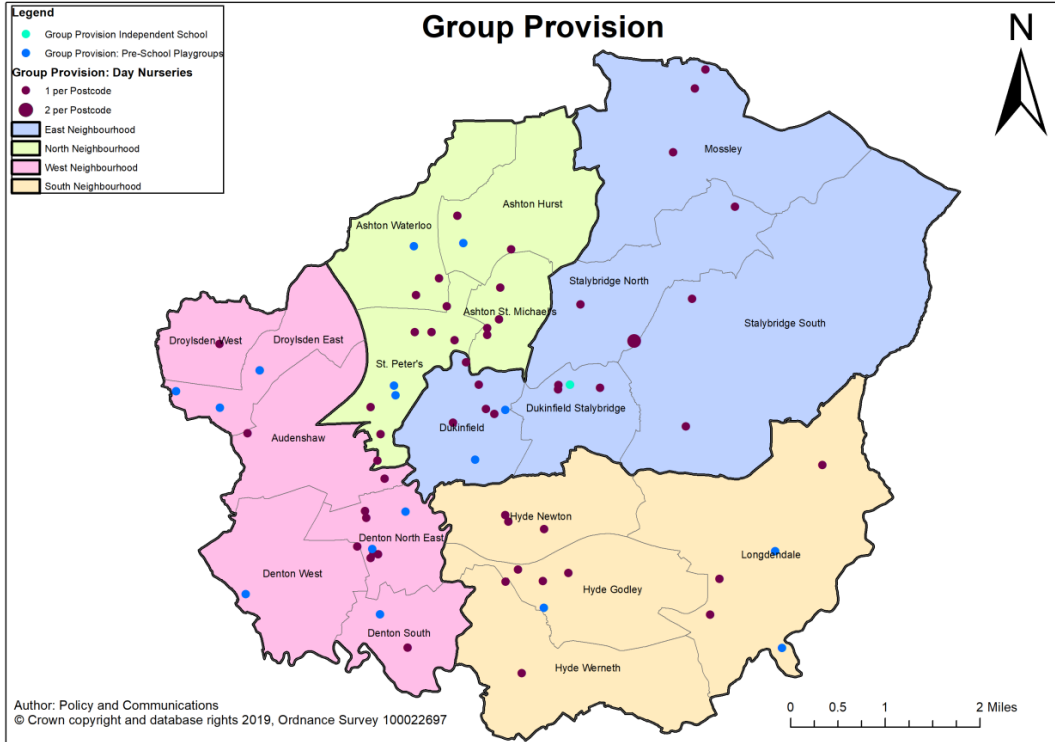 Group Provision
Legend
Group Provision Independent School
Group Provision: Pre-School Playgroups
Group Provision: Day Nurseries
1 per Postcode
2 per Postcode
East Neighbourhood
North Neighbourhood
West Neighbourhood
South Neighbourhood
N
Mossley
Ashton Hurst
Ashton Waterloo
Stalybridge North
Ashton St. Michael's
Stalybridge South
Droylsden West
Droylsden East
St. Peter's
Dukinfield Stalybridge
Dukinfield
Audenshaw
Hyde Newton
Denton North East
Longdendale
Denton West
Hyde Godley
Denton South
Hyde Werneth
Author: Policy and Communications
© Crown copyright and database rights 2019, Ordnance Survey 100022697
0 0.5 1 2 Miles